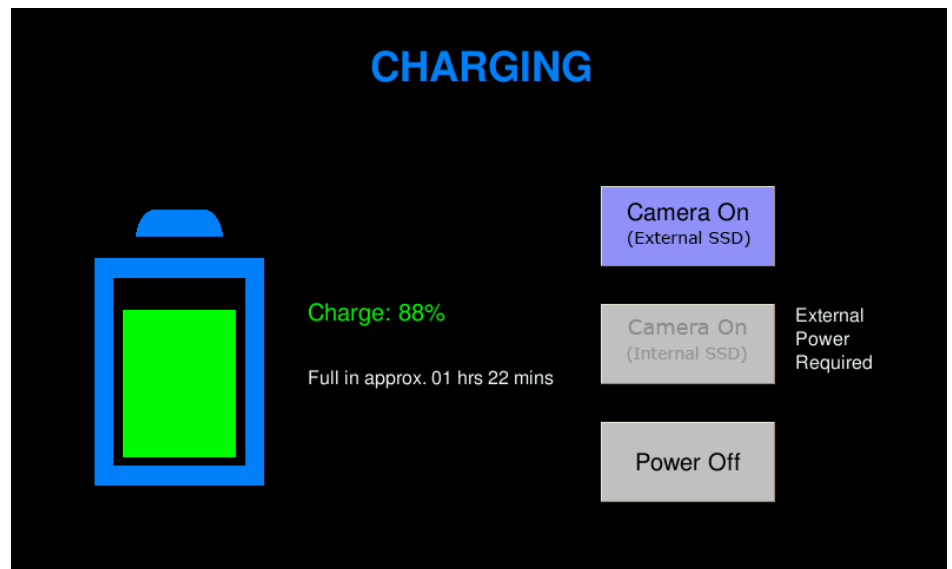 CHARGING
Camera On
(External SSD)
Charge: 88%
Full in approx. 01 hrs 22 mins
Camera On
(Internal SSD)
External
Power
Required
Power Off